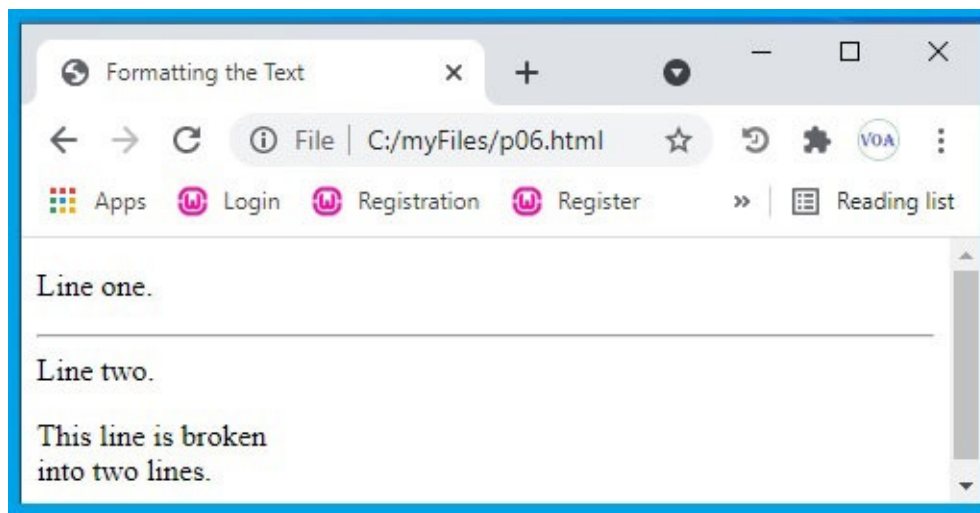 Formatting the Text
File | C:/myFiles/p06.html VOA
Apps Login Registration Register » Reading list
Line one.
Line two.
This line is broken
into two lines.